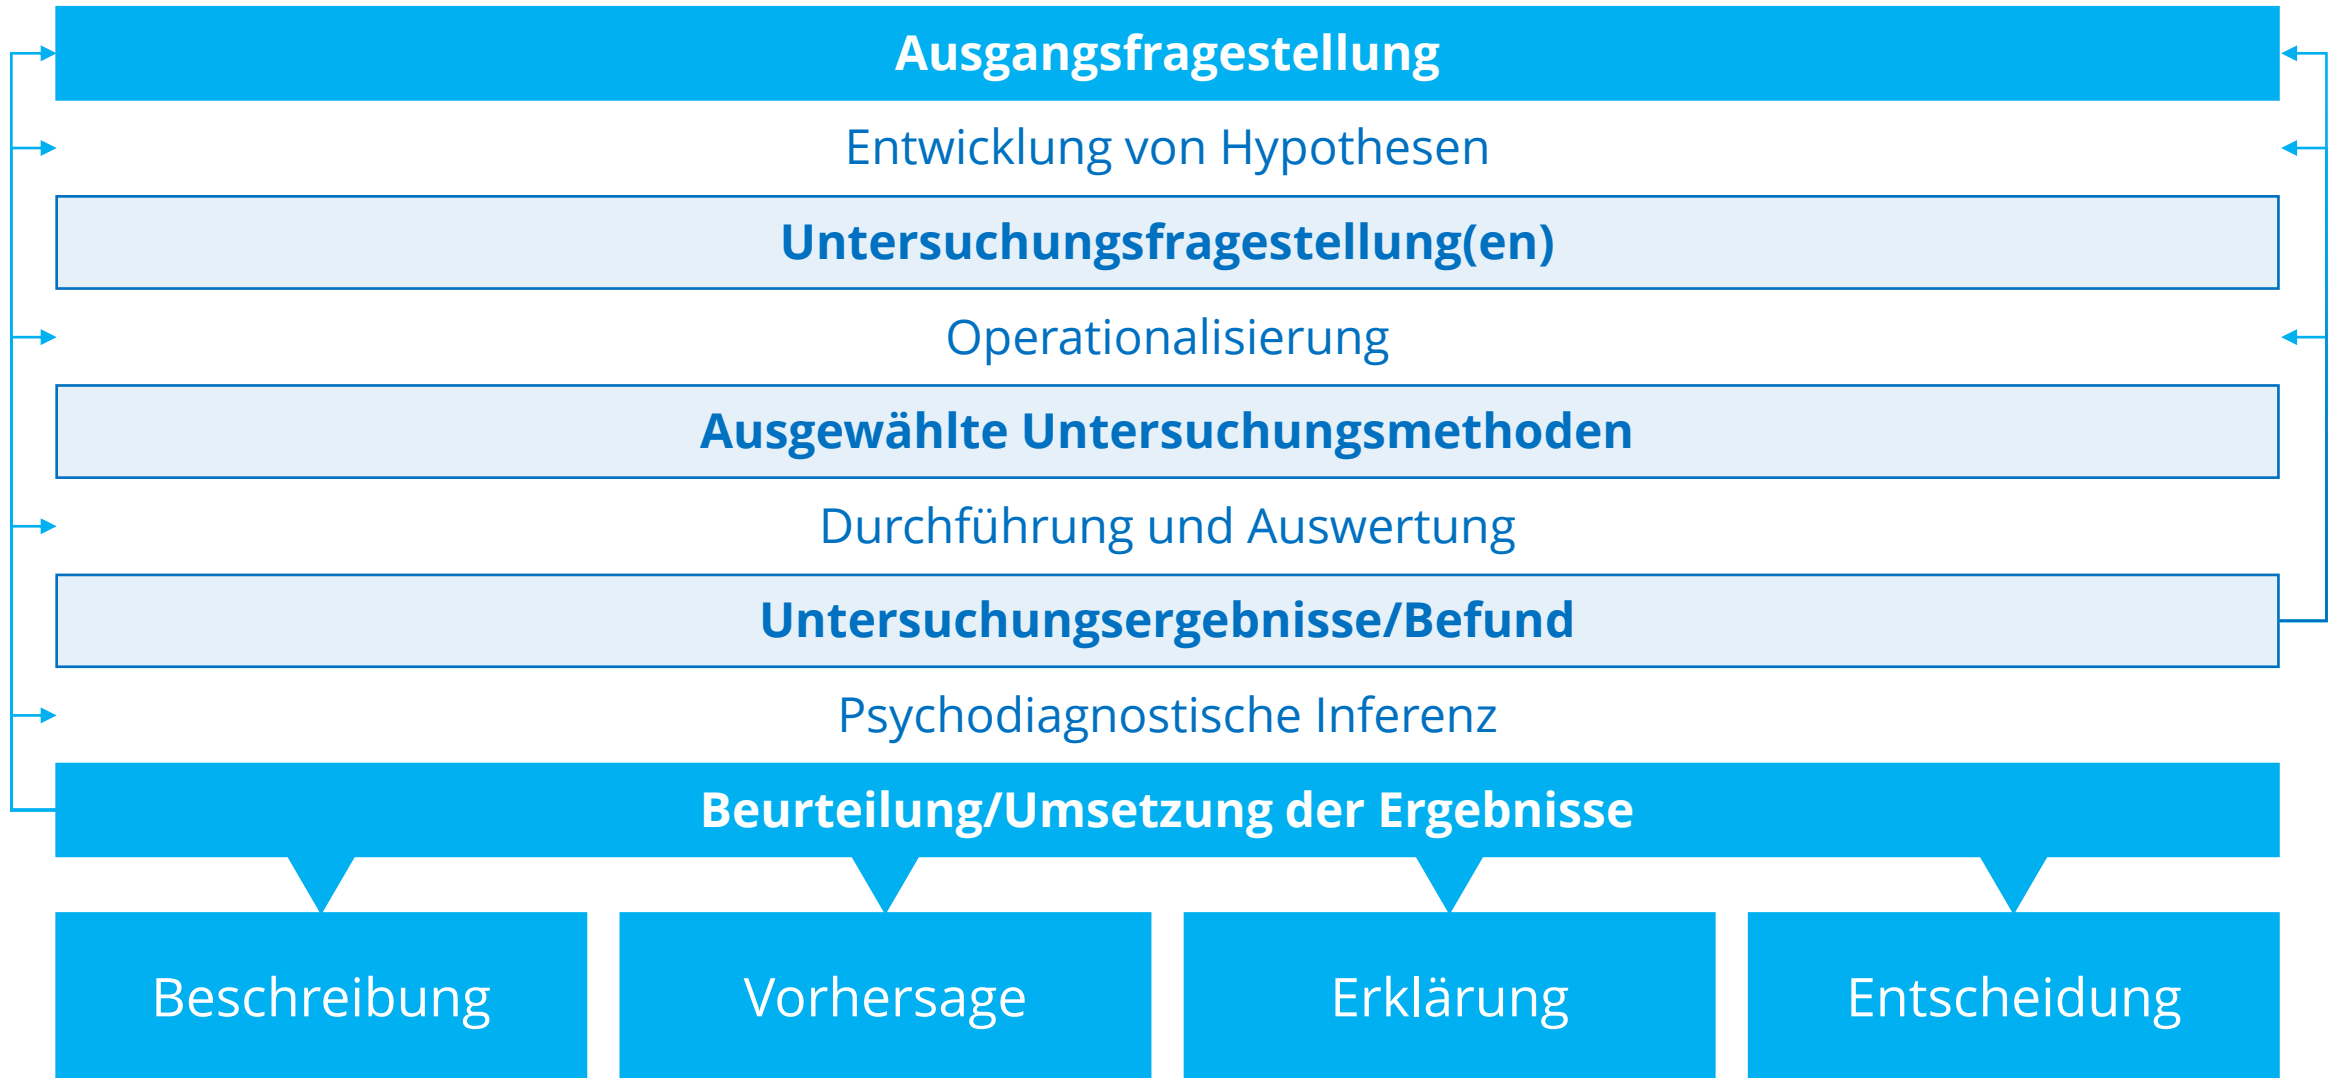 Ausgangsfragestellung
Entwicklung von Hypothesen
Untersuchungsfragestellung(en)
Operationalisierung
Ausgewählte Untersuchungsmethoden
Durchführung und Auswertung
Untersuchungsergebnisse/Befund
Psychodiagnostische Inferenz
Beurteilung/Umsetzung der Ergebnisse
Beschreibung
Vorhersage
Erklärung
Entscheidung